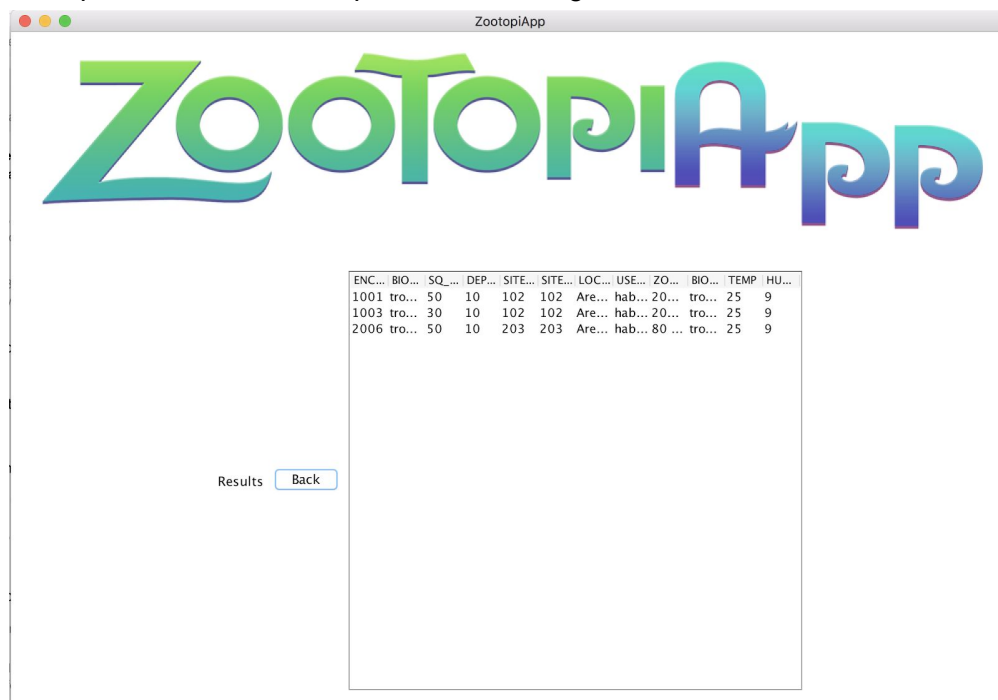 ZootopiApp
ZooTopiApp
ENC... BIO... SQ_... DEP... SITE... SITE... LOC... USE... ZO... BIO... TEMP HU...
1001 tro... 50 10 102 102 Are... hab... 20... tro... 25 9
1003 tro... 30 10 102 102 Are... hab... 20... tro... 25 9
2006 tro... 50 10 203 203 Are... hab... 80 ... tro... 25 9
Results Back